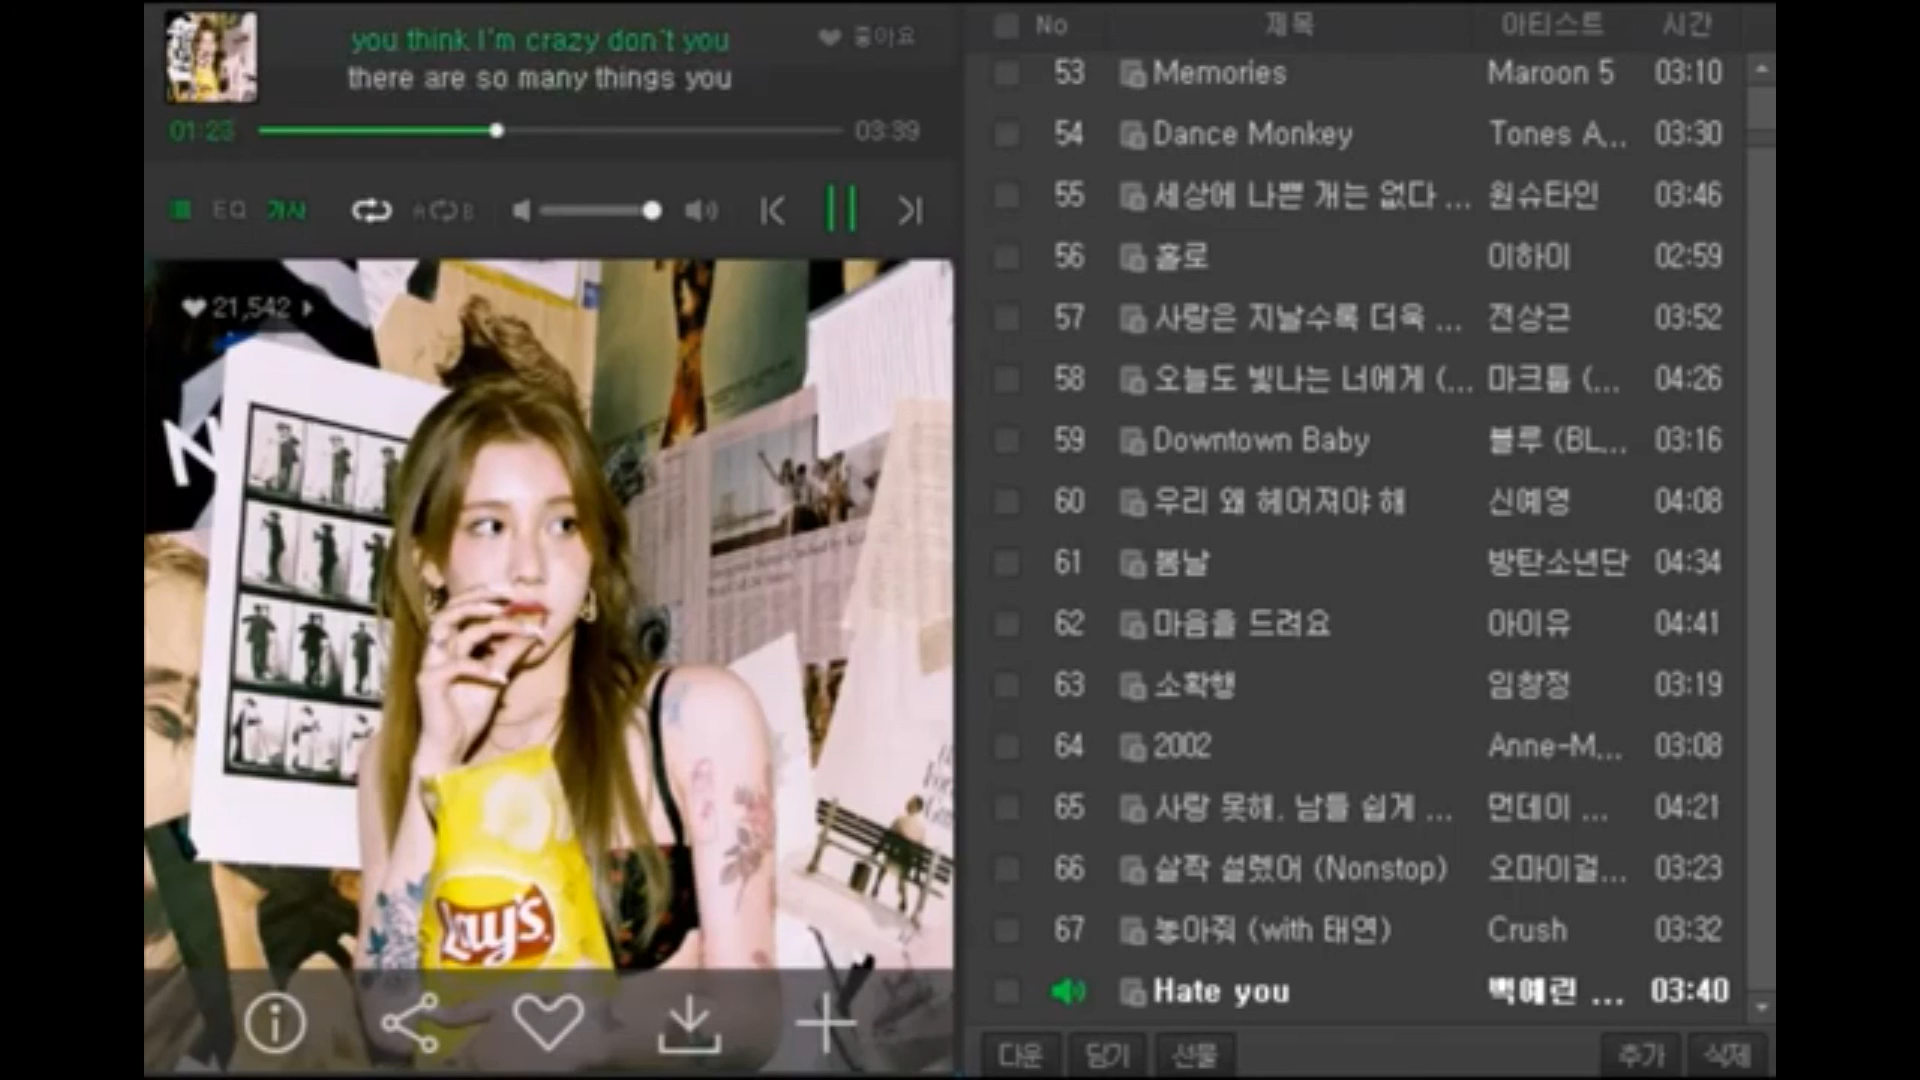 you think I'm crazy don't you
there are so many things you
좋아요
01:23
03:39
EQ 가사
A B
21,542
Lay's
No 제목 아티스트 시간
53 Memories Maroon 5 03:10
54 Dance Monkey Tones A... 03:30
55 세상에 나쁜 개는 없다 ... 원슈타인 03:46
56 홀로 이하이 02:59
57 사랑은 지날수록 더욱 ... 전상근 03:52
58 오늘도 빛나는 너에게 (... 마크툽 (... 04:26
59 Downtown Baby 블루 (BL... 03:16
60 우리 왜 헤어져야 해 신예영 04:08
61 봄날 방탄소년단 04:34
62 마음을 드려요 아이유 04:41
63 소확행 임창정 03:19
64 2002 Anne-M... 03:08
65 사랑 못해, 남들 쉽게 ... 먼데이 ... 04:21
66 살짝 설렜어 (Nonstop) 오마이걸... 03:23
67 놓아줘 (with 태연) Crush 03:32
Hate you 백예린 ... 03:40
다운 담기 선물 추가 삭제